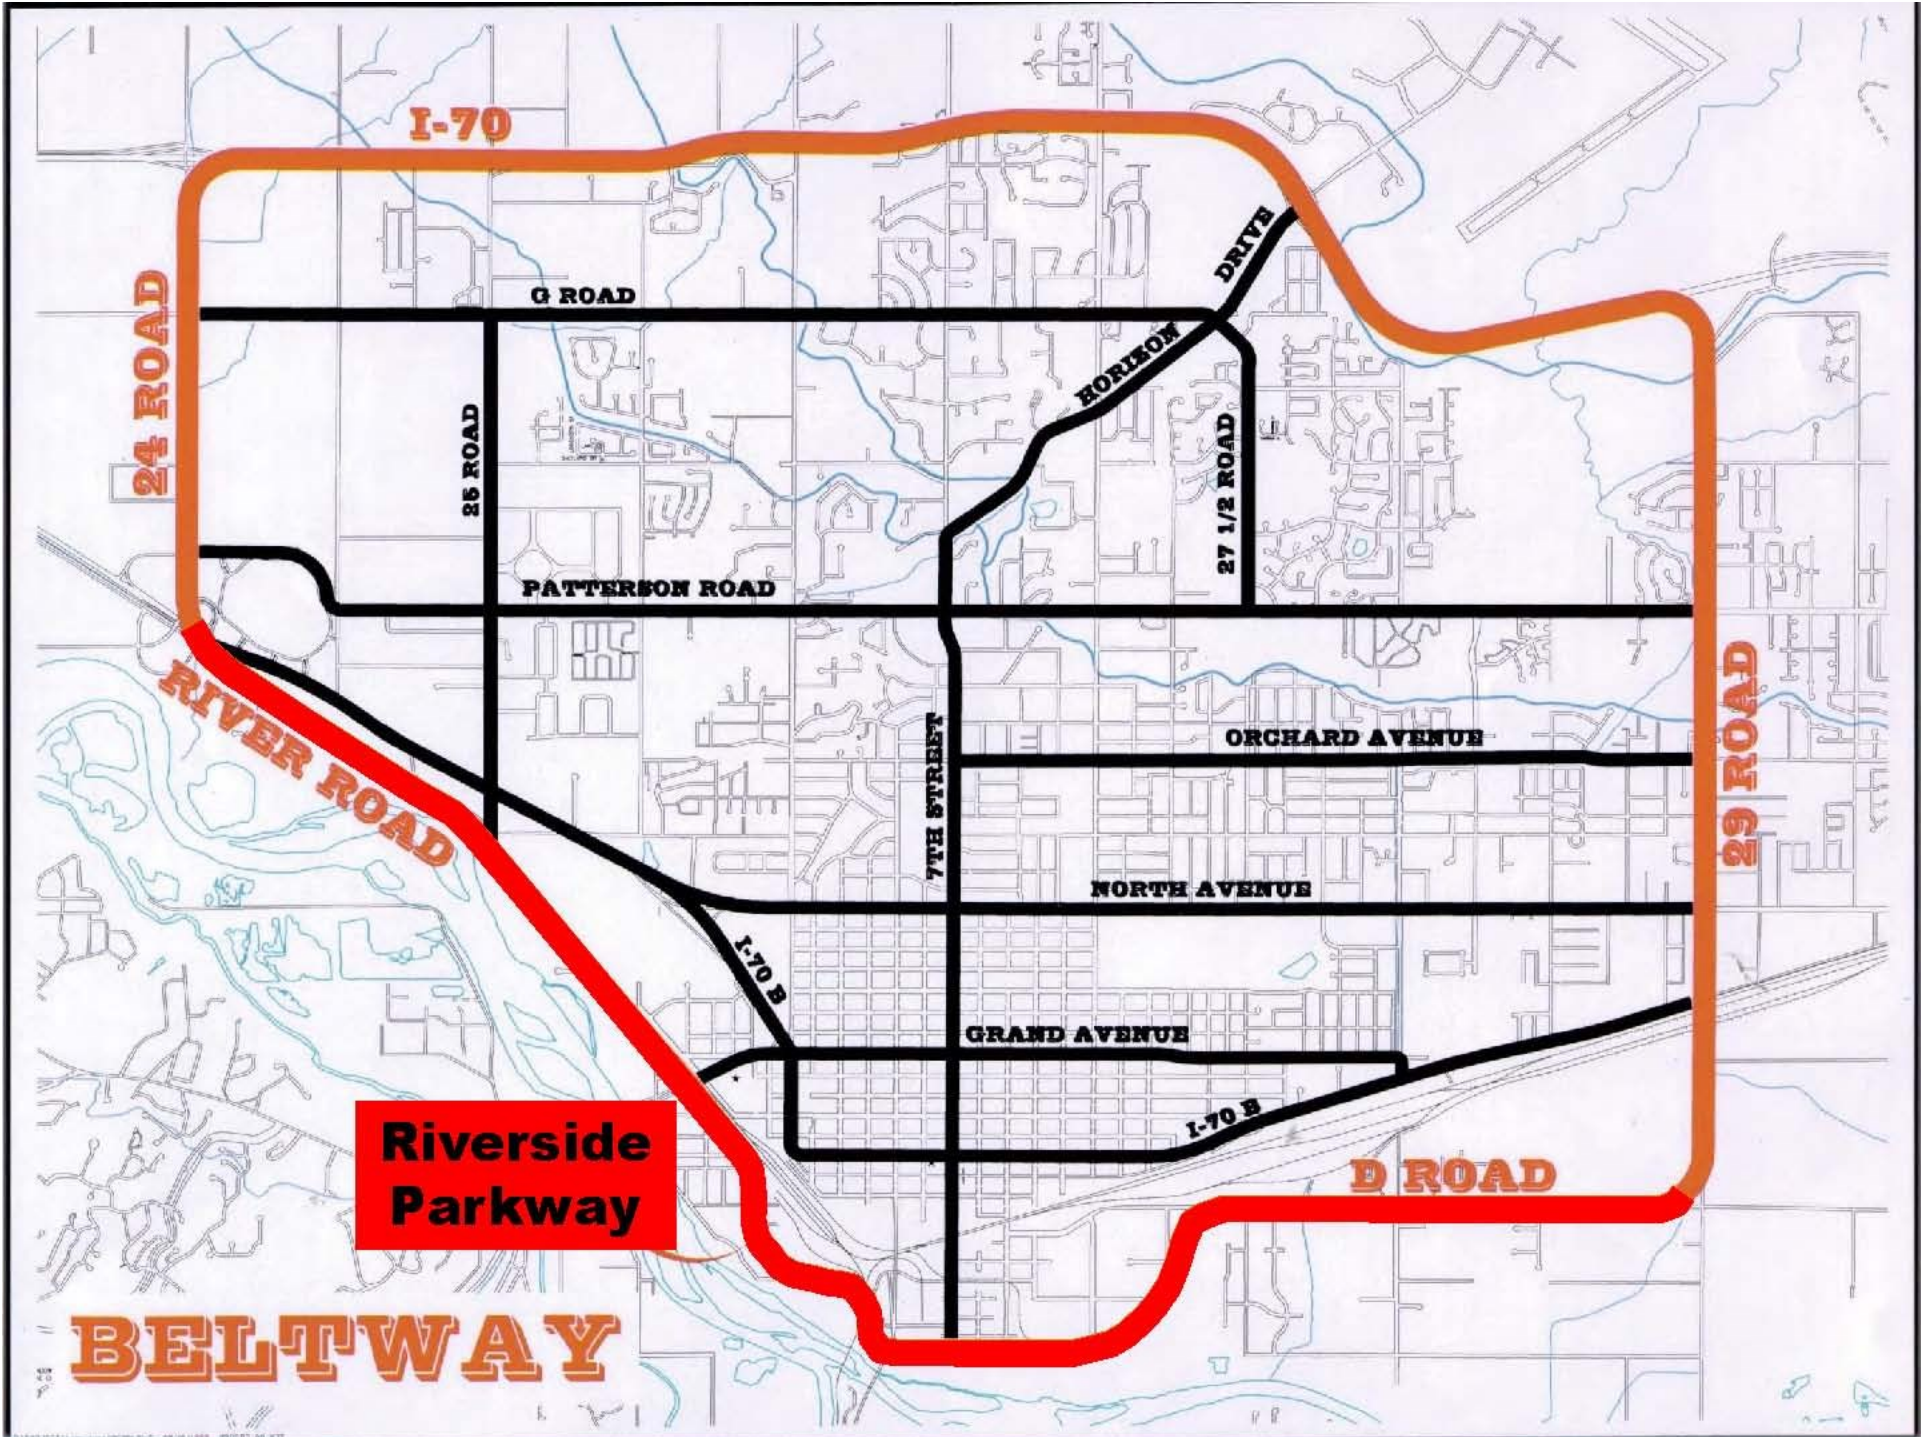 I-70
DRIVE
24 ROAD
G ROAD
HORIZON
25 ROAD
27 1/2 ROAD
PATTERSON ROAD
RIVER ROAD
7TH STREET
ORCHARD AVENUE
29 ROAD
NORTH AVENUE
I-70 B
GRAND AVENUE
I-70 B
Riverside
Parkway
D ROAD
BELTWAY